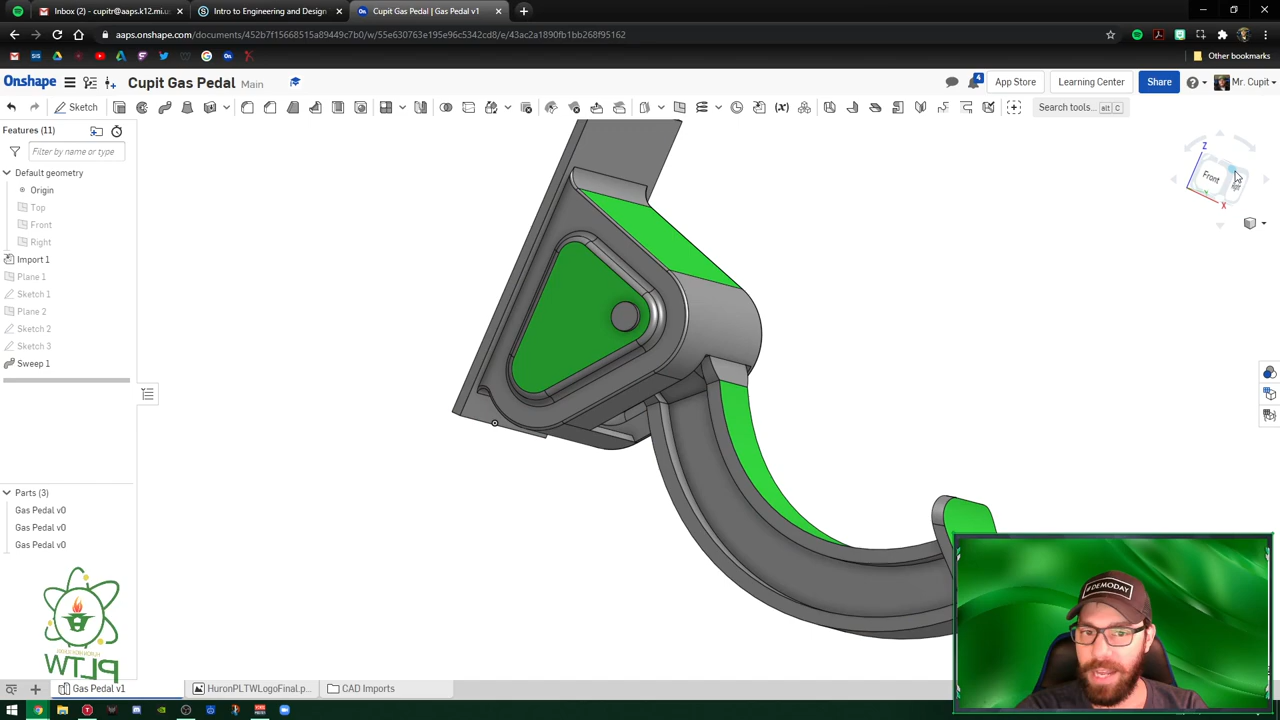 Inbox (2) - cupitr@aaps.k12.mi.u
Intro to Engineering and Design
Cupit Gas Pedal | Gas Pedal v1
aaps.onshape.com/documents/452b7f15668515a89449c7b0/w/55e630763e195e96c5342cd8/e/43ac2a1890fb1bb268f95162
Other bookmarks
Onshape
Cupit Gas Pedal Main
4
App Store
Learning Center
Share
Mr. Cupit
Sketch
Search tools... alt C
Features (11)
Filter by name or type
Default geometry
Origin
Top
Front
Right
Import 1
Plane 1
Sketch 1
Plane 2
Sketch 2
Sketch 3
Sweep 1
Z
Front
X
Parts (3)
Gas Pedal v0
Gas Pedal v0
Gas Pedal v0
PLTW
#DEMODAY
Gas Pedal v1
HuronPLTWLogoFinal.p...
CAD Imports